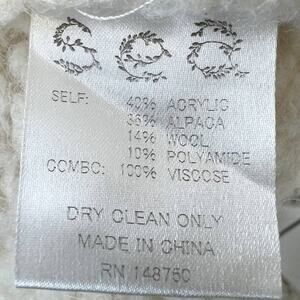 SELF: 40% ACRYLIC
36% ALPACA
14% WOOL
10% POLYAMIDE
COMBO: 100% VISCOSE
DRY CLEAN ONLY
MADE IN CHINA
RN 148750